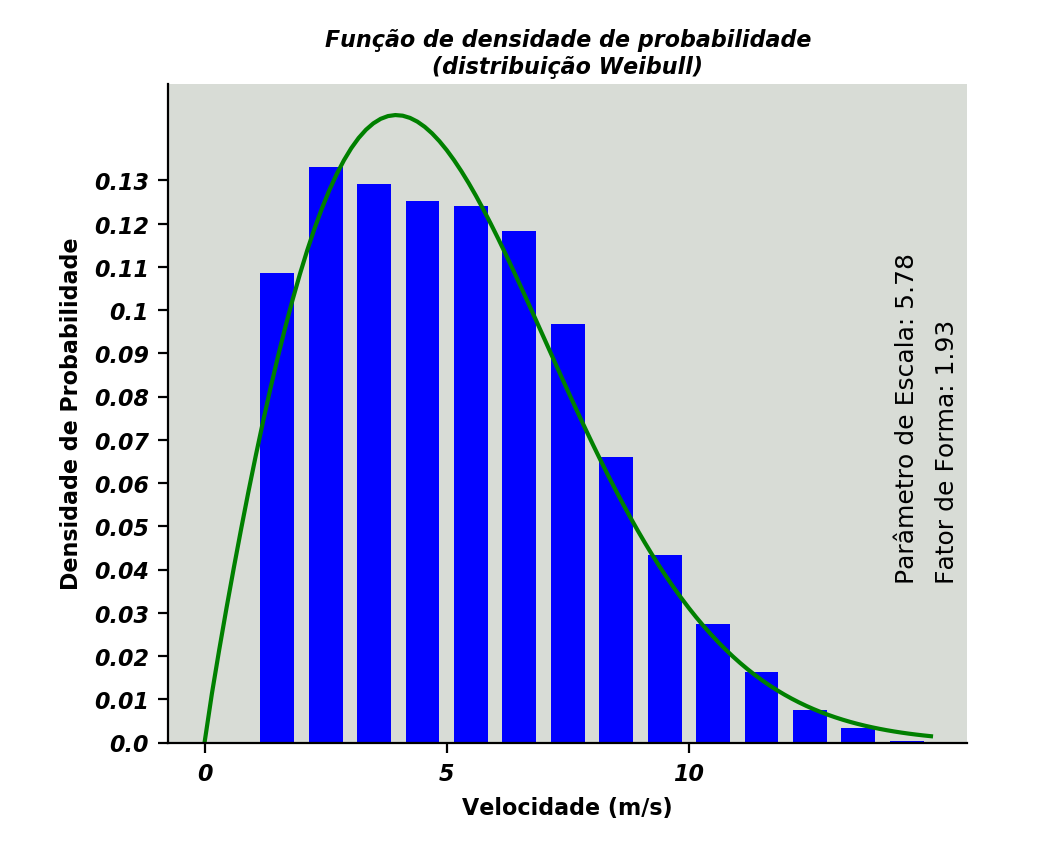 Função de densidade de probabilidade
(distribuição Weibull)
Densidade de Probabilidade
0.13
0.12
0.11
0.1
0.09
0.08
0.07
0.06
0.05
0.04
0.03
0.02
0.01
0.0
Parâmetro de Escala: 5.78
Fator de Forma: 1.93
0
5
10
Velocidade (m/s)